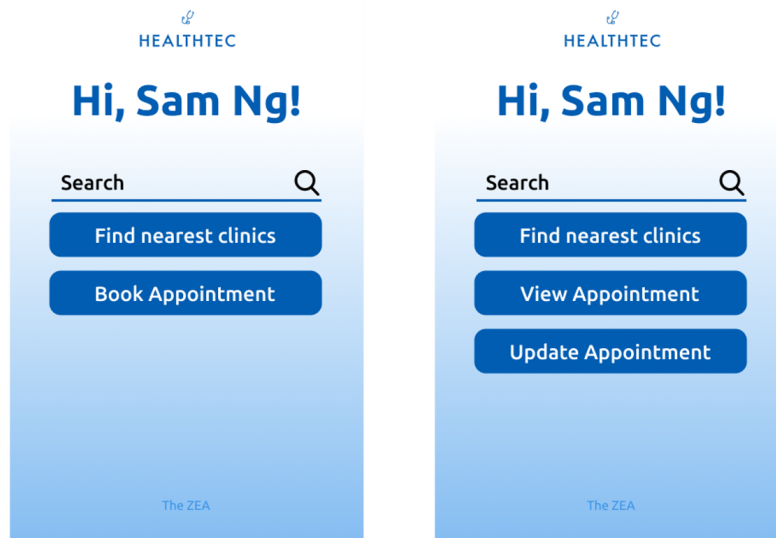 HEALTHTEC
Hi, Sam Ng!
Search
Find nearest clinics
Book Appointment
The ZEA
HEALTHTEC
Hi, Sam Ng!
Search
Find nearest clinics
View Appointment
Update Appointment
The ZEA